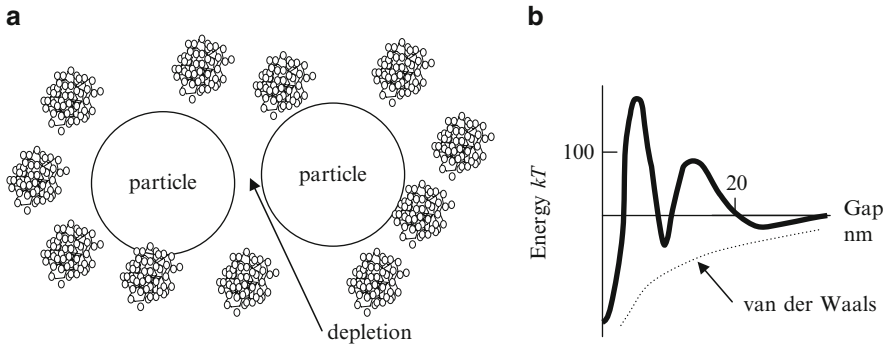 a
particle
particle
depletion
b
100
20
Energy kT
Gap
nm
van der Waals